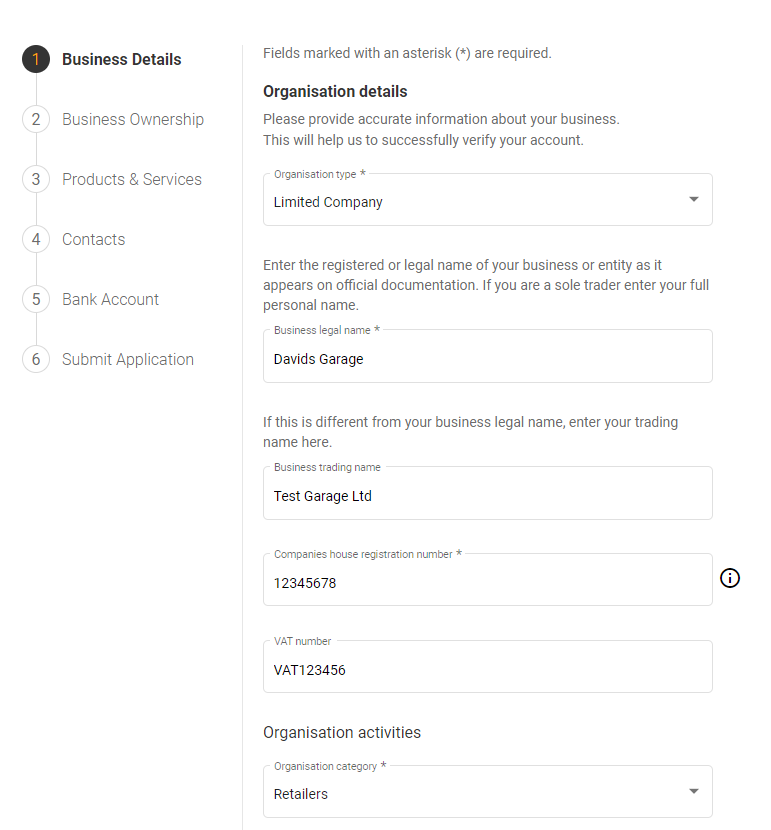 1 Business Details
2 Business Ownership
3 Products & Services
4 Contacts
5 Bank Account
6 Submit Application
Fields marked with an asterisk (*) are required.
Organisation details
Please provide accurate information about your business.
This will help us to successfully verify your account.
Organisation type *
Limited Company
Enter the registered or legal name of your business or entity as it
appears on official documentation. If you are a sole trader enter your full
personal name.
Business legal name *
Davids Garage
If this is different from your business legal name, enter your trading
name here.
Business trading name
Test Garage Ltd
Companies house registration number *
12345678
VAT number
VAT123456
Organisation activities
Organisation category *
Retailers